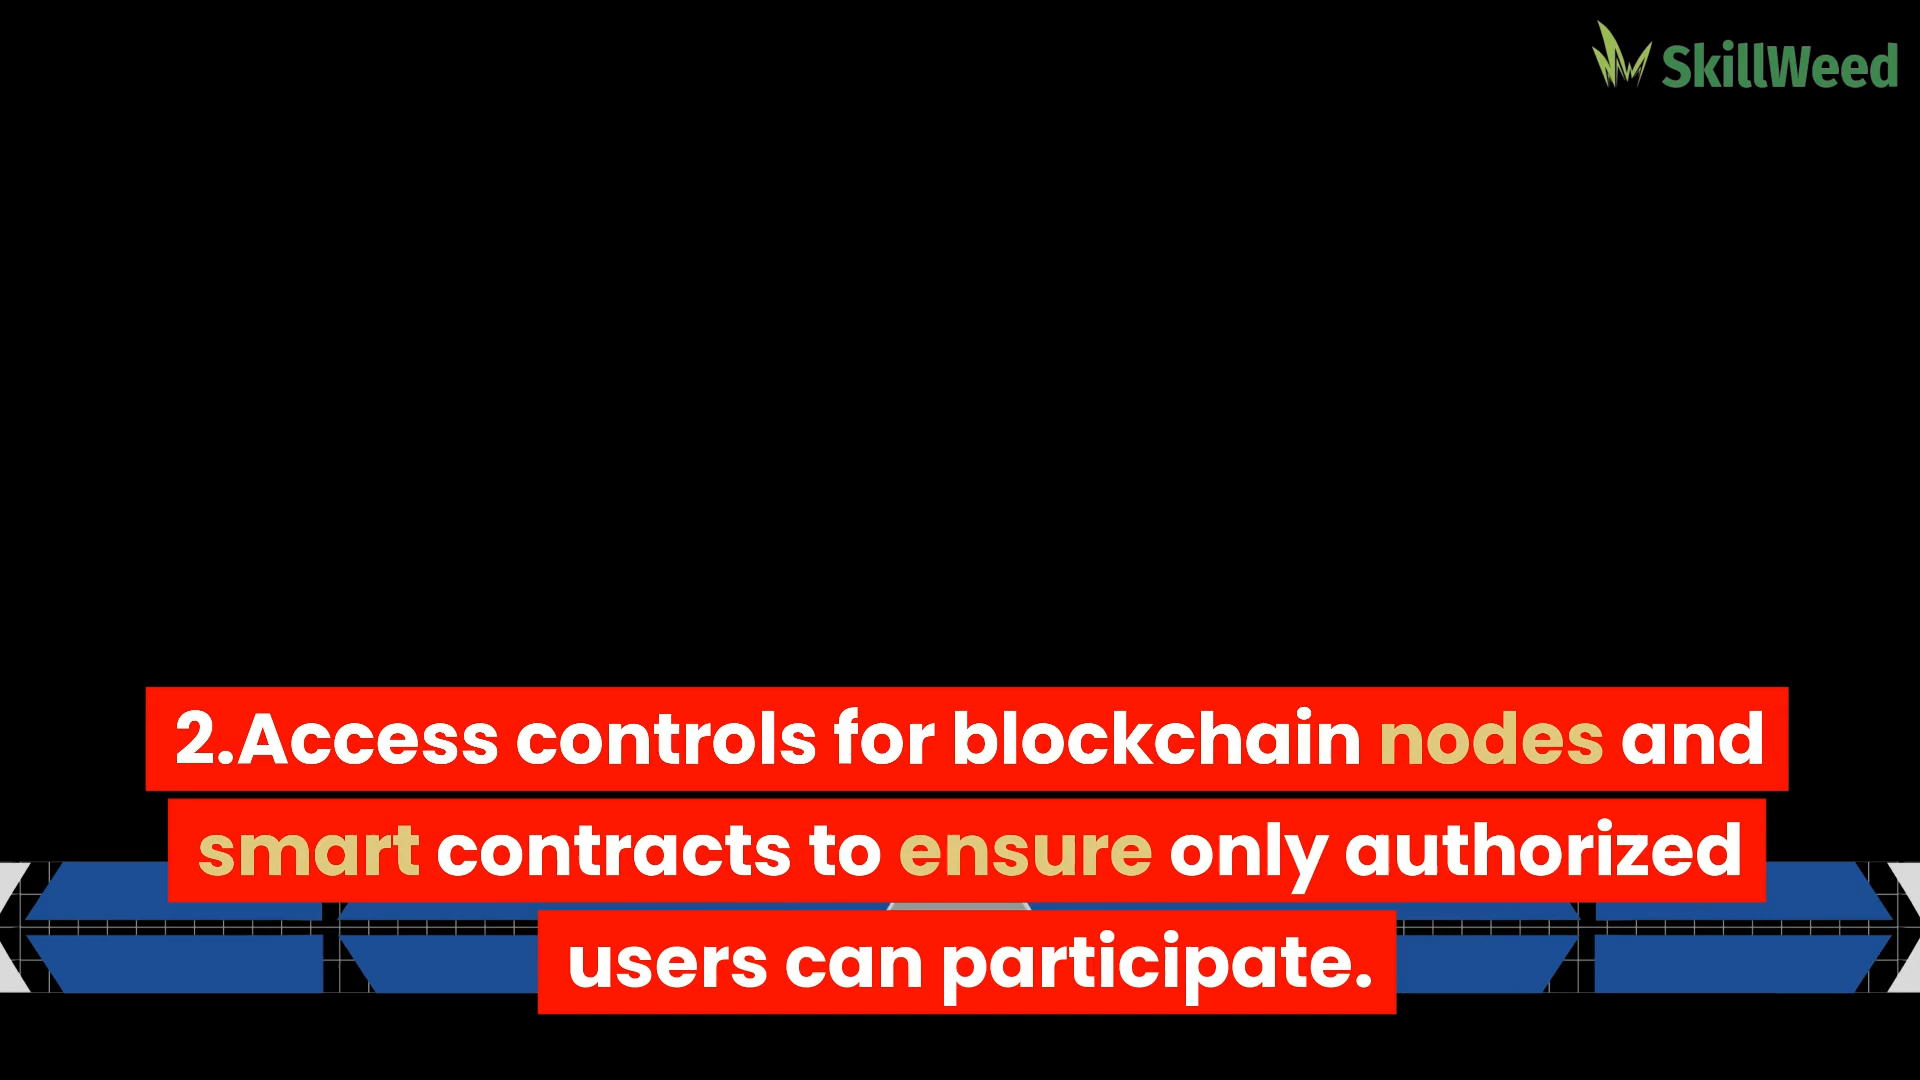 SkillWeed
2.Access controls for blockchain nodes and
smart contracts to ensure only authorized
users can participate.